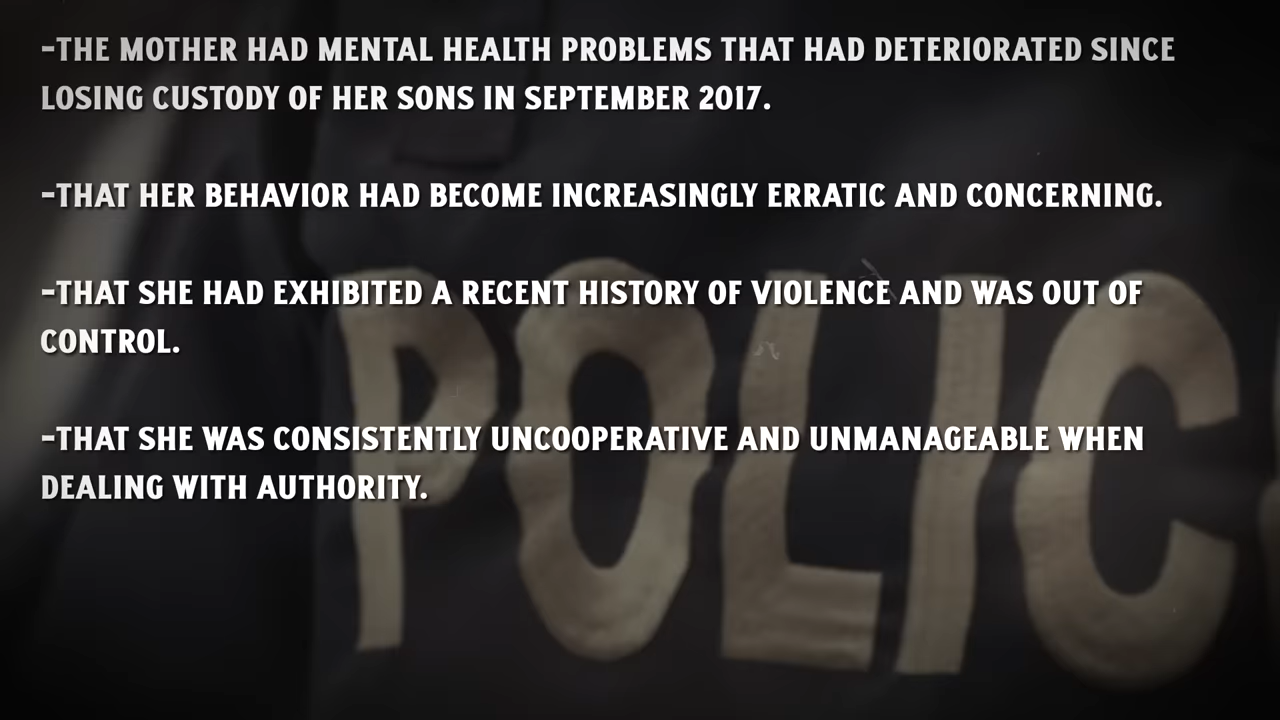 -THE MOTHER HAD MENTAL HEALTH PROBLEMS THAT HAD DETERIORATED SINCE
LOSING CUSTODY OF HER SONS IN SEPTEMBER 2017.
-THAT HER BEHAVIOR HAD BECOME INCREASINGLY ERRATIC AND CONCERNING.
-THAT SHE HAD EXHIBITED A RECENT HISTORY OF VIOLENCE AND WAS OUT OF
CONTROL.
-THAT SHE WAS CONSISTENTLY UNCOOPERATIVE AND UNMANAGEABLE WHEN
DEALING WITH AUTHORITY.
POLIC